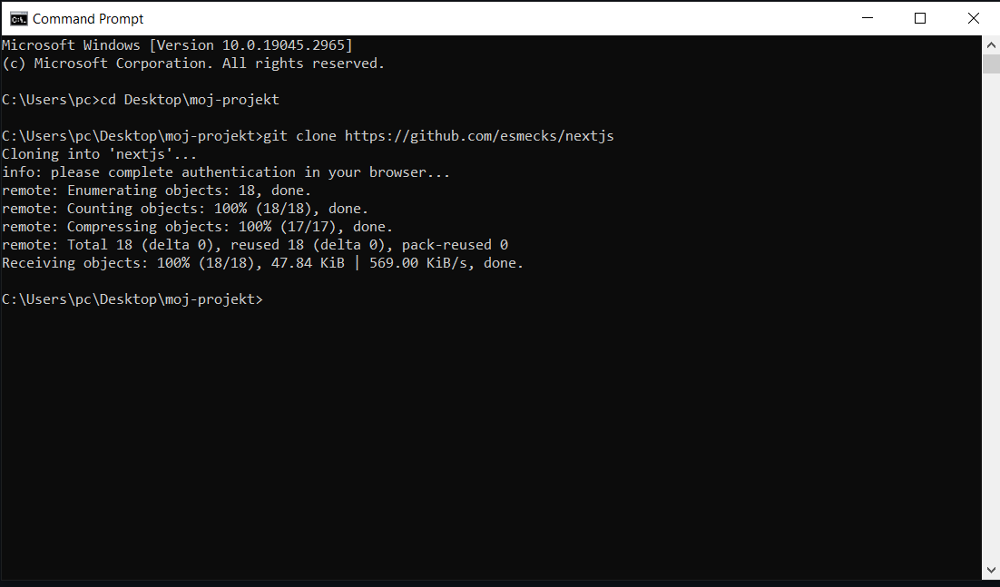 Command Prompt
Microsoft Windows [Version 10.0.19045.2965]
(c) Microsoft Corporation. All rights reserved.
C:\Users\pc>cd Desktop\moj-projekt
C:\Users\pc\Desktop\moj-projekt>git clone https://github.com/esmecks/nextjs
Cloning into 'nextjs'...
info: please complete authentication in your browser...
remote: Enumerating objects: 18, done.
remote: Counting objects: 100% (18/18), done.
remote: Compressing objects: 100% (17/17), done.
remote: Total 18 (delta 0), reused 18 (delta 0), pack-reused 0
Receiving objects: 100% (18/18), 47.84 KiB | 569.00 KiB/s, done.
C:\Users\pc\Desktop\moj-projekt>